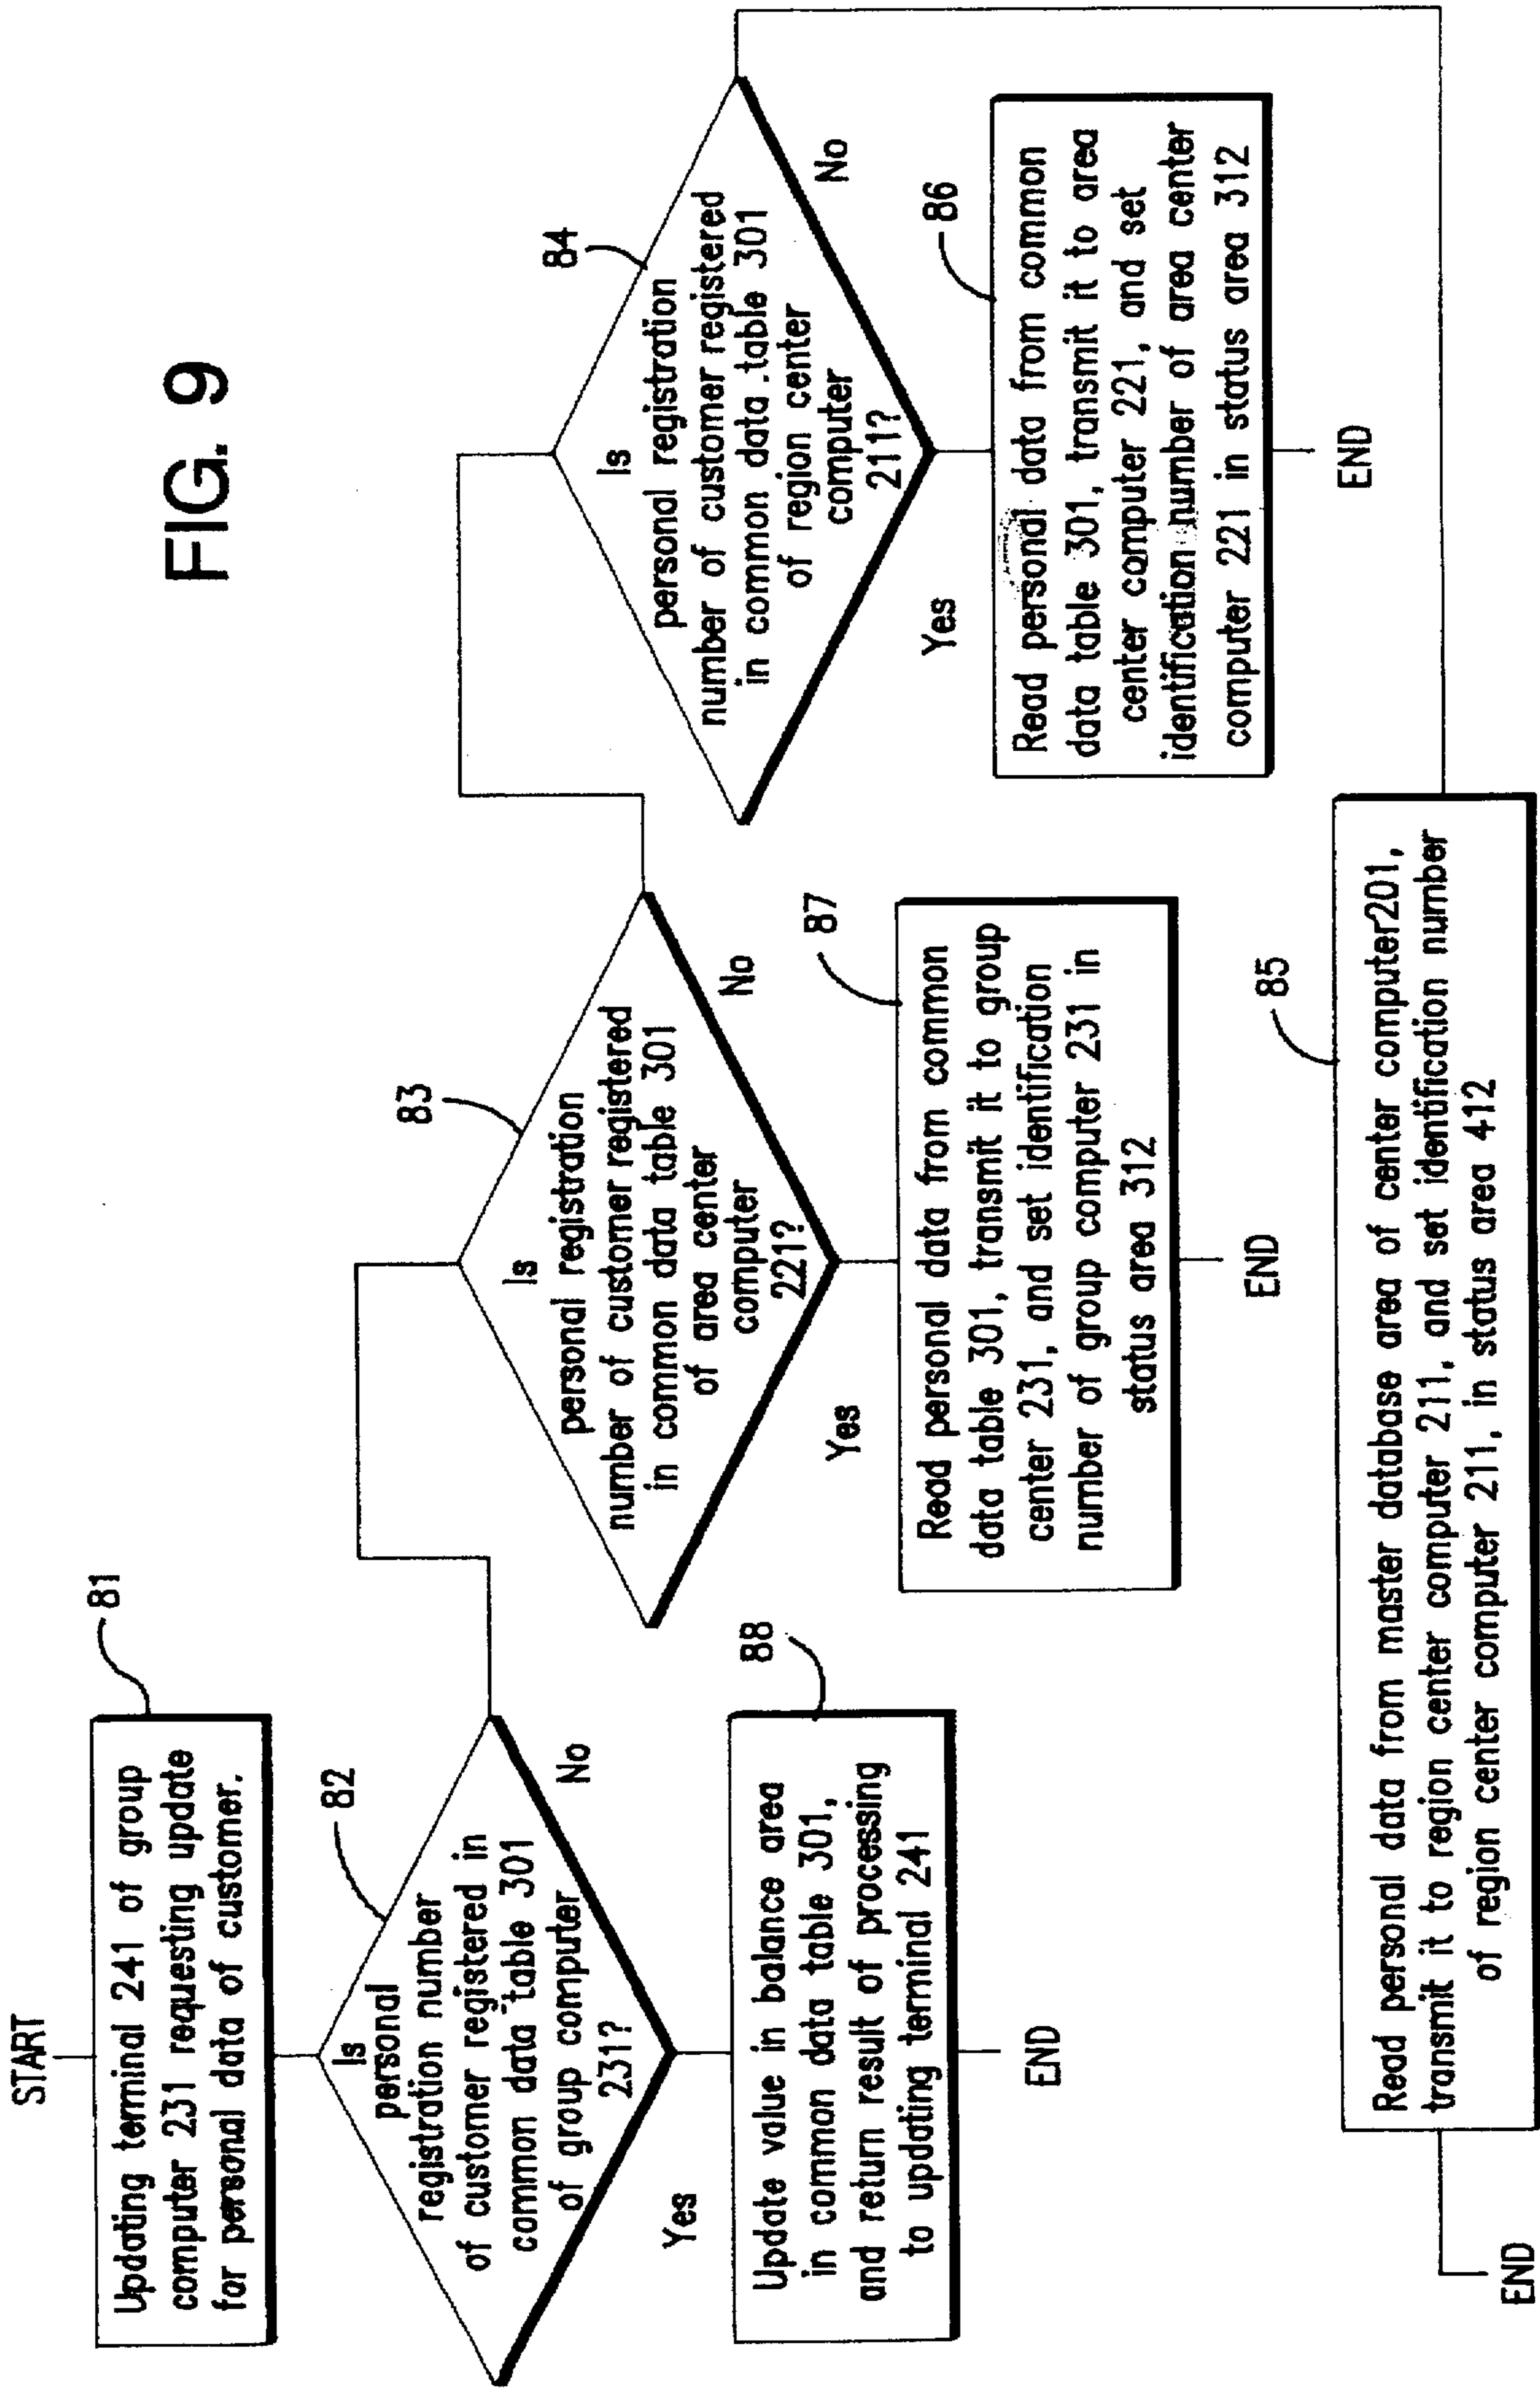 FIG. 9
START
81
Updating terminal 241 of group
computer 231 requesting update
for personal data of customer.
82
Is
personal
registration number
of customer registered in
common data table 301
of group computer
231?
Yes
No
88
Update value in balance area
in common data table 301,
and return result of processing
to updating terminal 241
END
83
Is
personal registration
number of customer registered
in common data table 301
of area center
computer
221?
Yes
No
87
Read personal data from common
data table 301, transmit it to group
center 231, and set identification
number of group computer 231 in
status area 312
END
84
Is
personal registration
number of customer registered
in common data table 301
of region center
computer
211?
Yes
No
86
Read personal data from common
data table 301, transmit it to area
center computer 221, and set
identification number of area center
computer 221 in status area 312
END
85
Read personal data from master database area of center computer201,
transmit it to region center computer 211, and set identification number
of region center computer 211, in status area 412
END